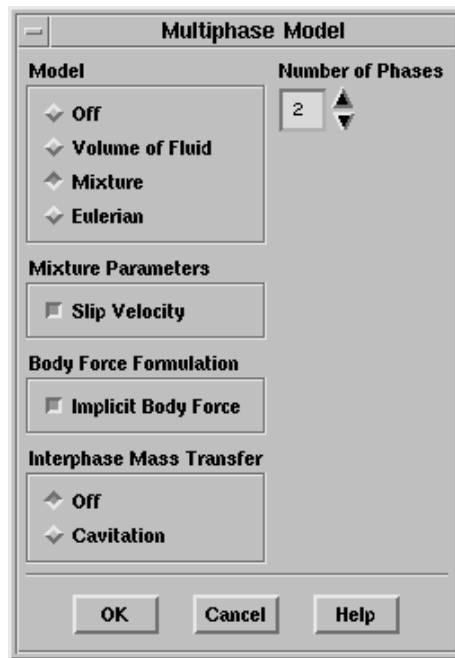 Multiphase Model
Model
Off
Volume of Fluid
Mixture
Eulerian
Number of Phases
2
Mixture Parameters
Slip Velocity
Body Force Formulation
Implicit Body Force
Interphase Mass Transfer
Off
Cavitation
OK Cancel Help